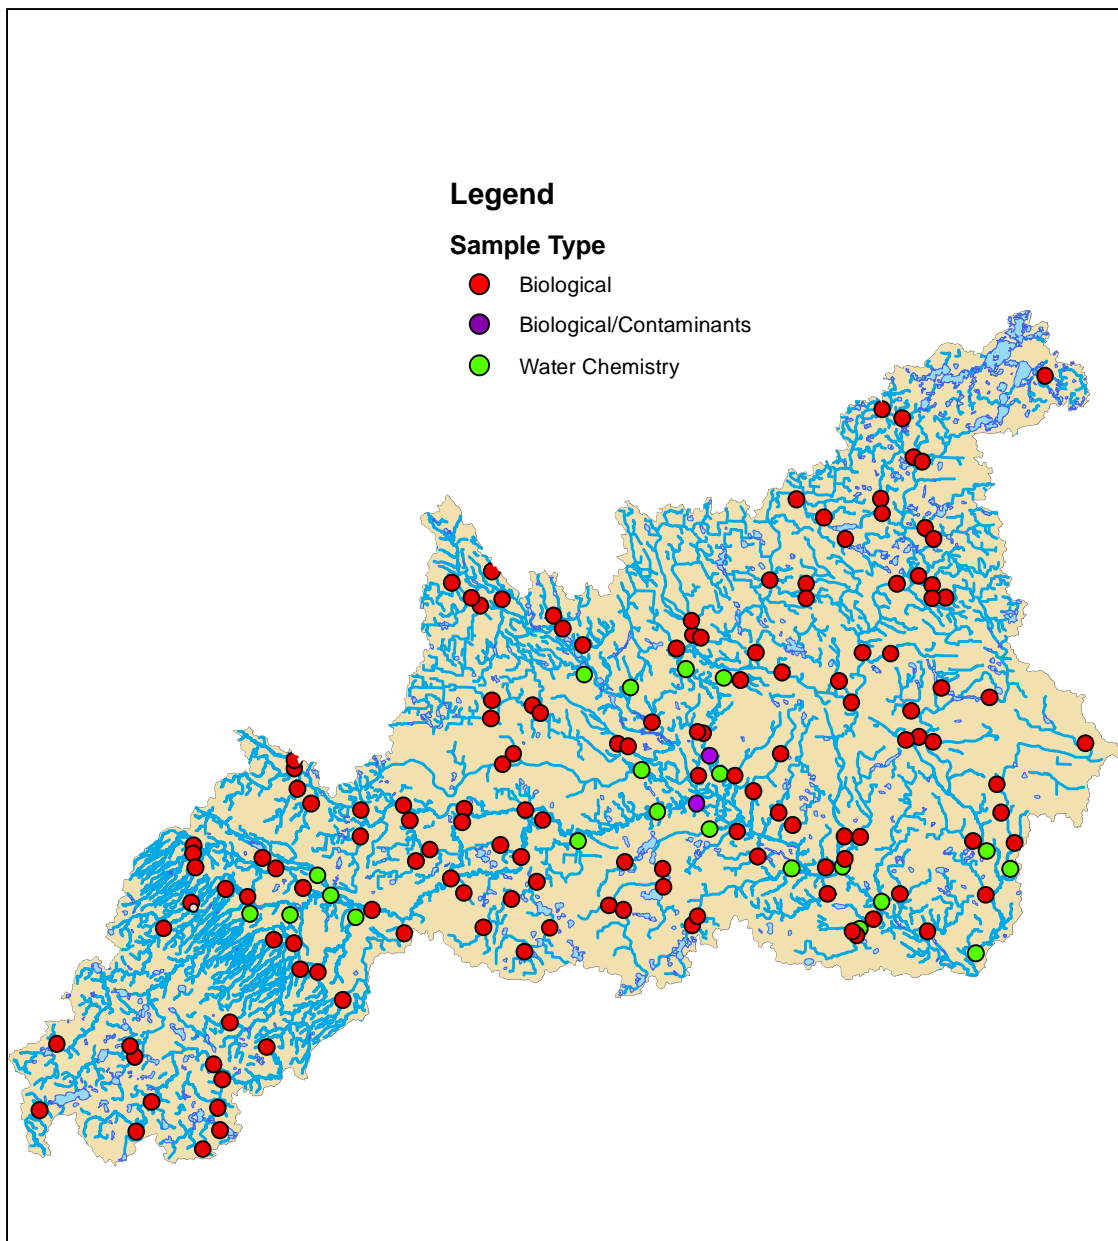 Legend
Sample Type
Biological
Biological/Contaminants
Water Chemistry